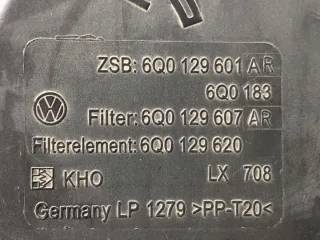 ZSB: 6Q0 129 601 AR
6Q0 183
Filter: 6Q0 129 607 AR
Filterelement: 6Q0 129 620
KHO LX 708
Germany LP 1279 >PP-T20<